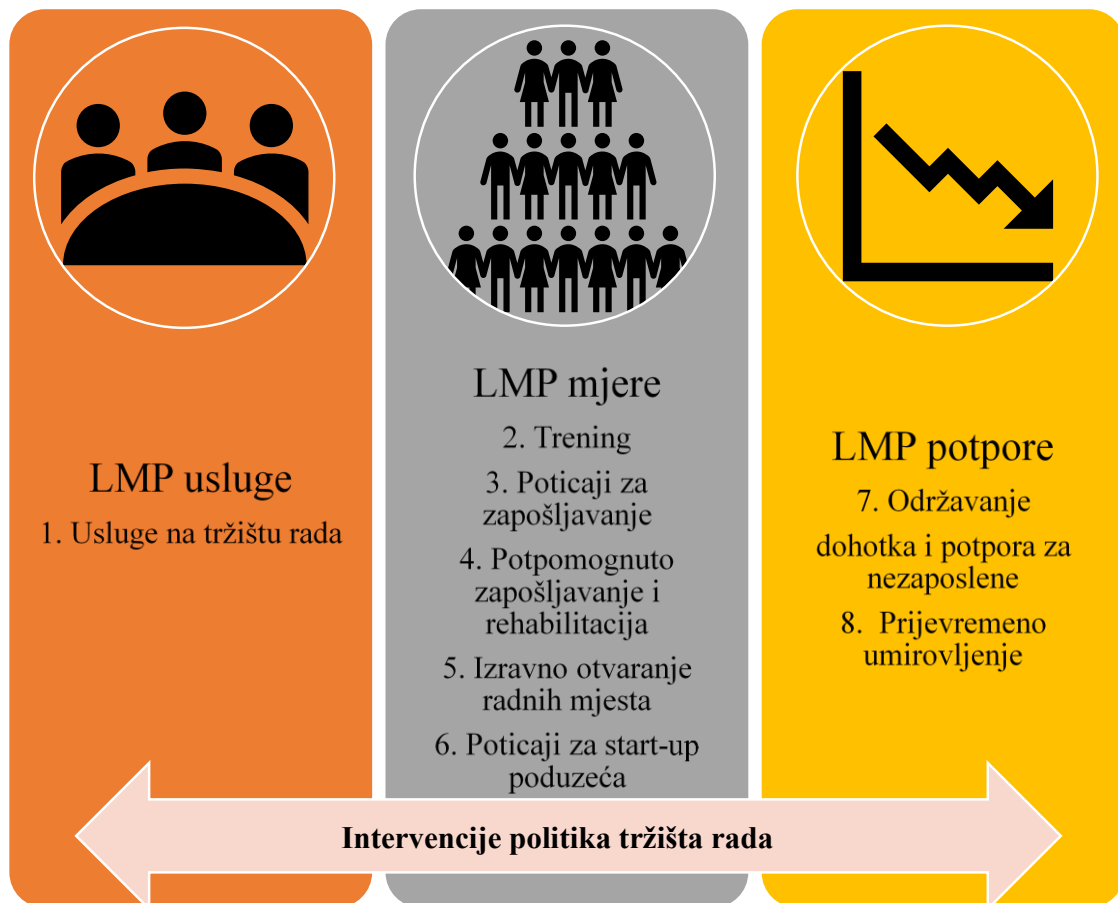 LMP usluge
1. Usluge na tržištu rada
LMP mjere
2. Trening
3. Poticaji za
zapošljavanje
4. Potpomognuto
zapošljavanje i
rehabilitacija
5. Izravno otvaranje
radnih mjesta
6. Poticaji za start-up
poduzeća
LMP potpore
7. Održavanje
dohotka i potpora za
nezaposlene
8. Prijevremeno
umirovljenje
Intervencije politika tržišta rada